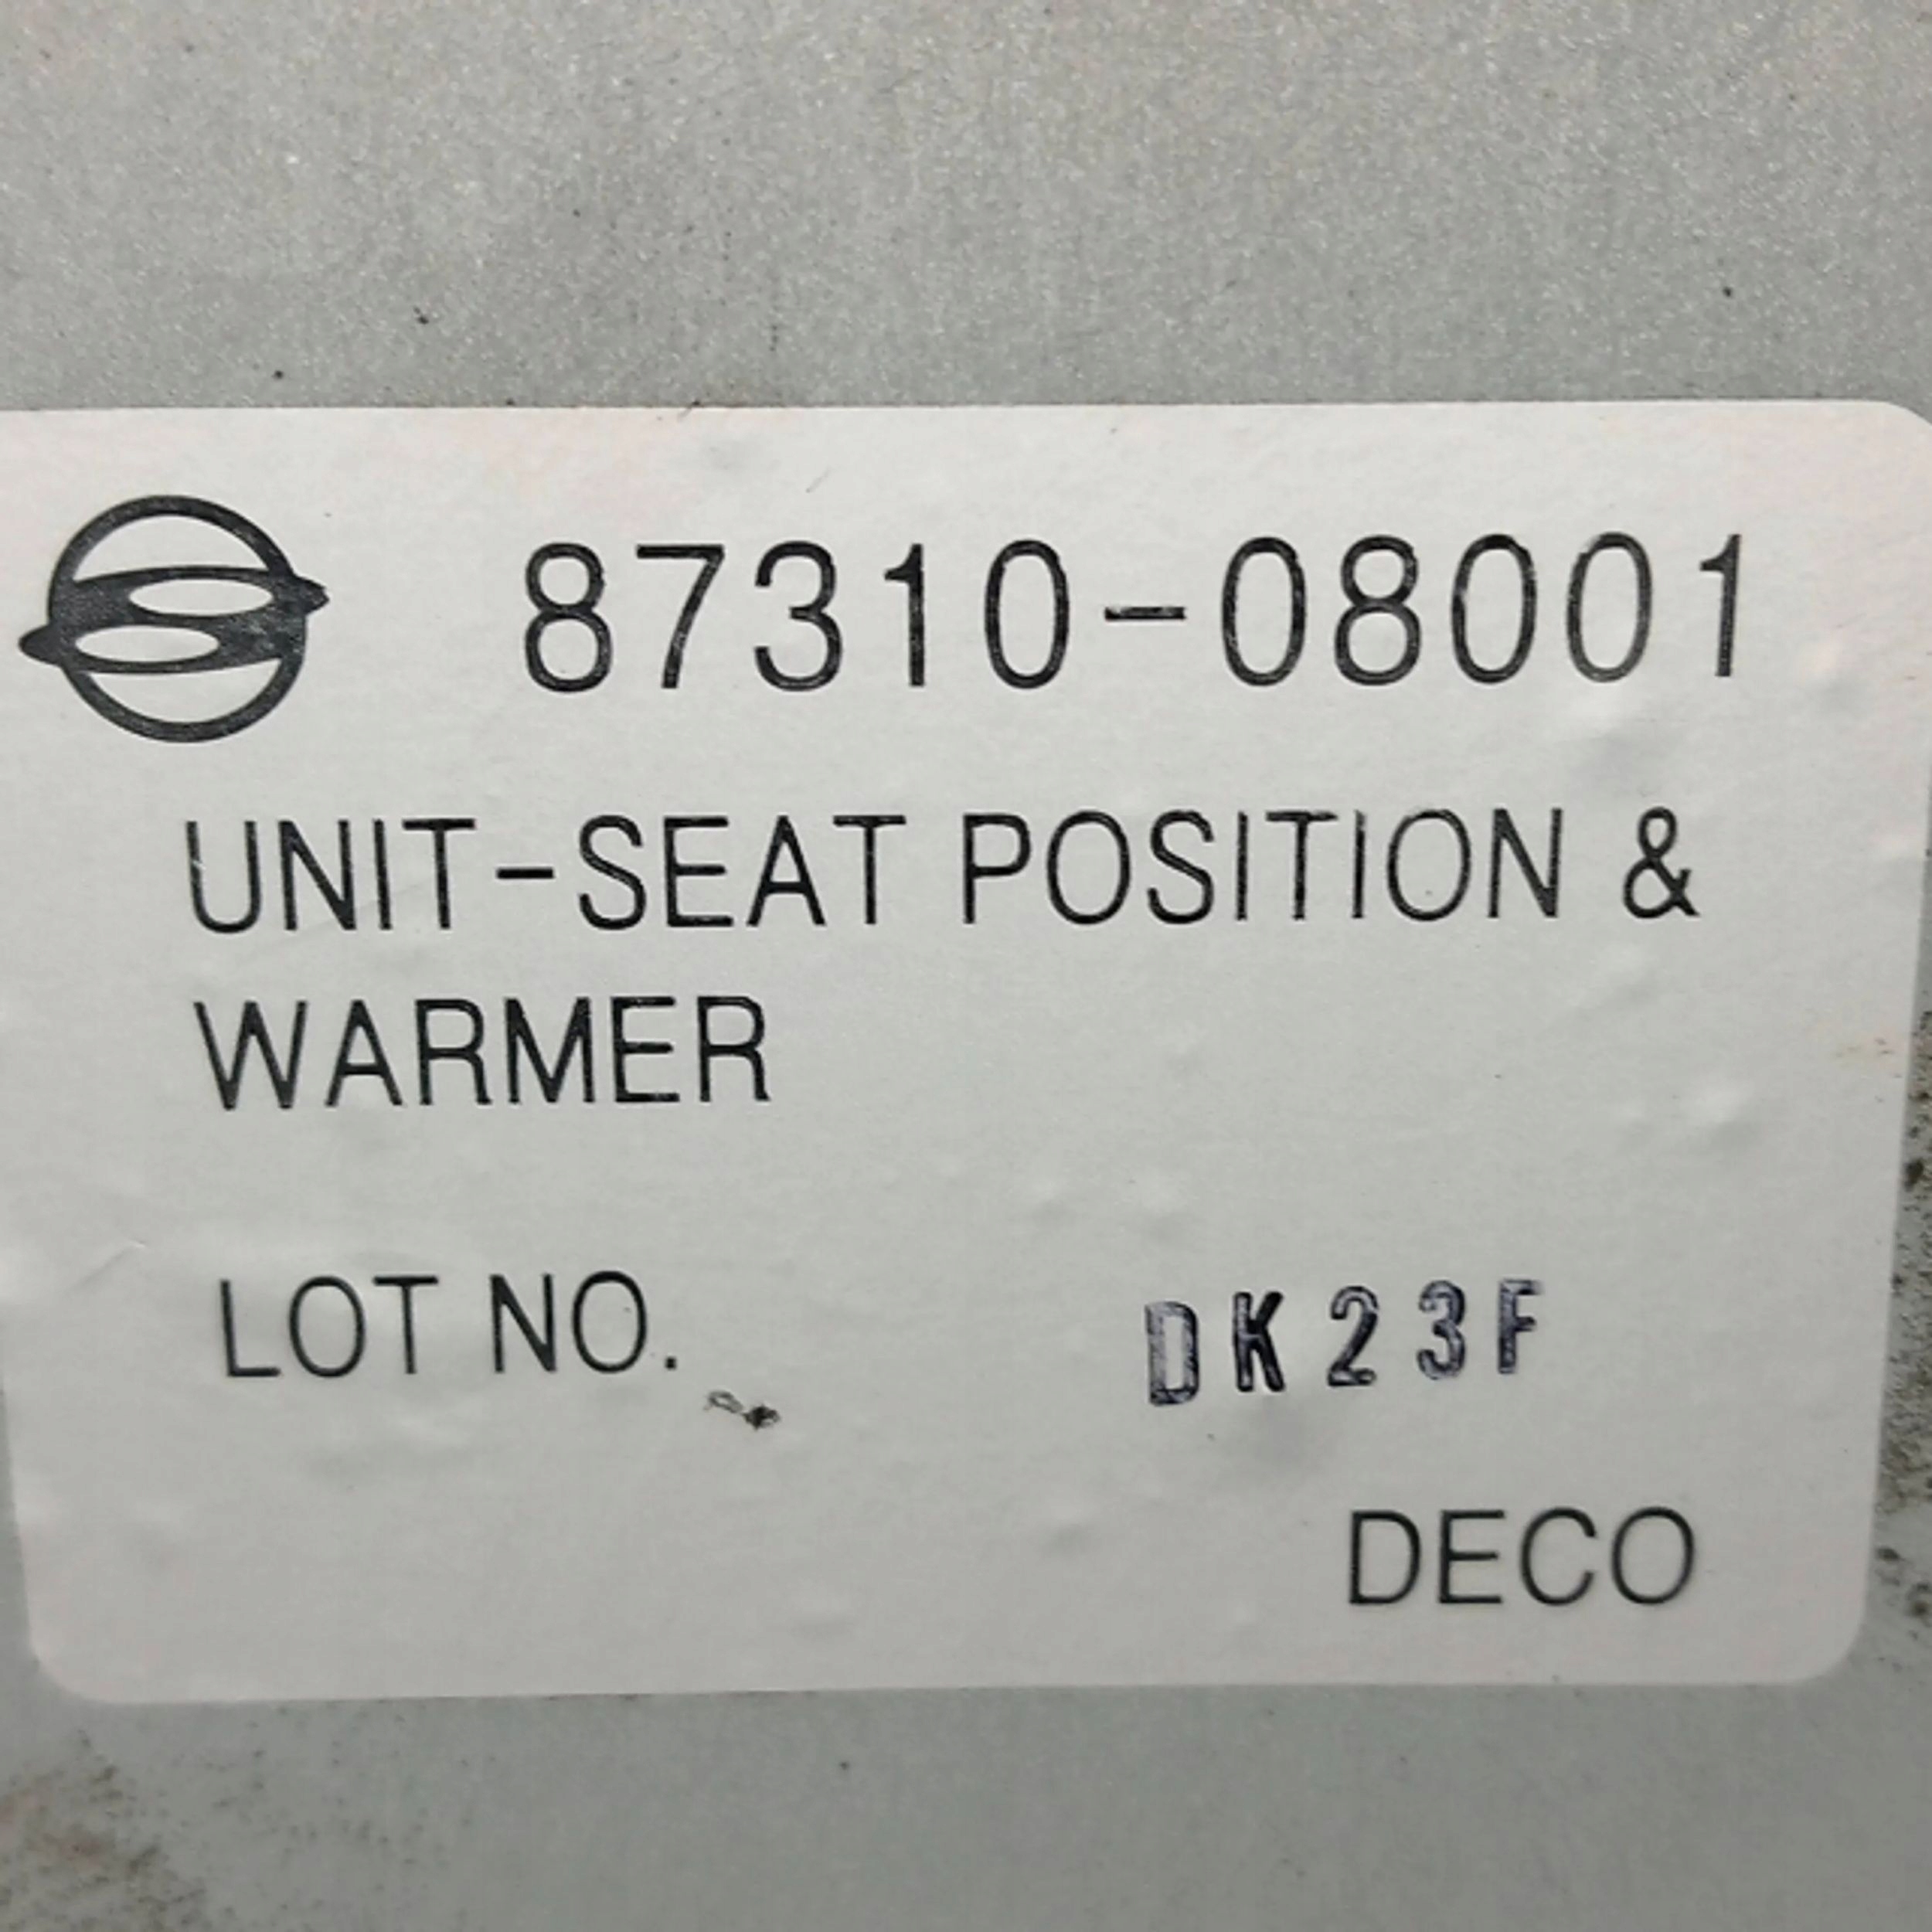 87310-08001
UNIT-SEAT POSITION &
WARMER
LOT NO. DK23F
DECO